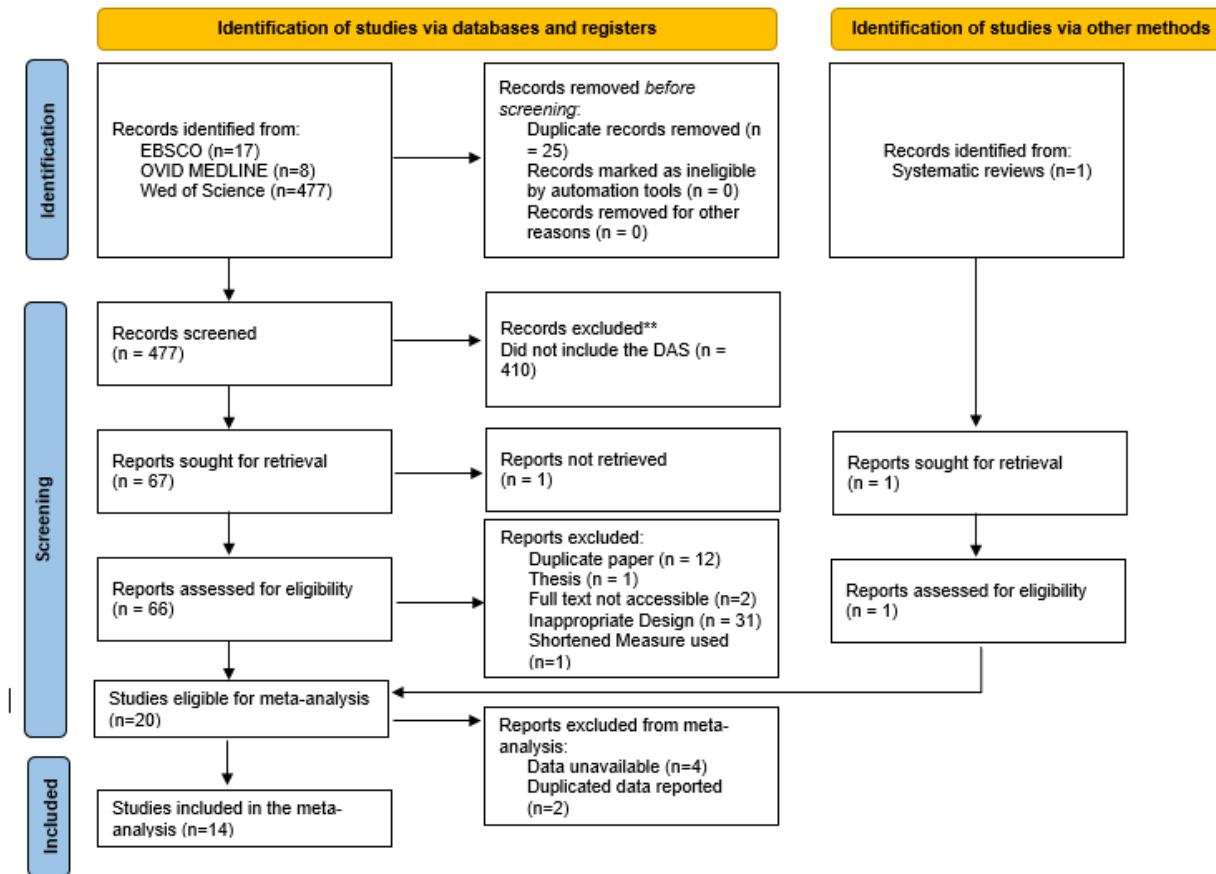 Identification of studies via databases and registers
Identification of studies via other methods
Identification
Records identified from:
EBSCO (n=17)
OVID MEDLINE (n=8)
Wed of Science (n=477)
Records removed before
screening:
Duplicate records removed (n
= 25)
Records marked as ineligible
by automation tools (n = 0)
Records removed for other
reasons (n = 0)
Records identified from:
Systematic reviews (n=1)
Screening
Records screened
(n = 477)
Records excluded**
Did not include the DAS (n =
410)
Reports sought for retrieval
(n = 67)
Reports not retrieved
(n = 1)
Reports sought for retrieval
(n = 1)
Reports assessed for eligibility
(n = 66)
Reports excluded:
Duplicate paper (n = 12)
Thesis (n = 1)
Full text not accessible (n=2)
Inappropriate Design (n = 31)
Shortened Measure used
(n=1)
Reports assessed for eligibility
(n = 1)
Studies eligible for meta-analysis
(n=20)
Reports excluded from meta-
analysis:
Data unavailable (n=4)
Duplicated data reported
(n=2)
Included
Studies included in the meta-
analysis (n=14)